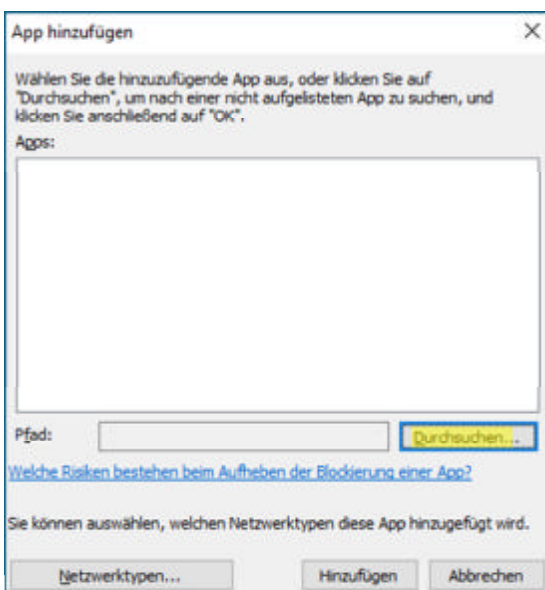 App hinzufügen
Wählen Sie die hinzuzufügende App aus, oder klicken Sie auf
"Durchsuchen", um nach einer nicht aufgelisteten App zu suchen, und
klicken Sie anschließend auf "OK".
Apps:
Pfad:
Durchsuchen...
Welche Risiken bestehen beim Aufheben der Blockierung einer App?
Sie können auswählen, welchen Netzwerktypen diese App hinzugefügt wird.
Netzwerktypen...
Hinzufügen
Abbrechen